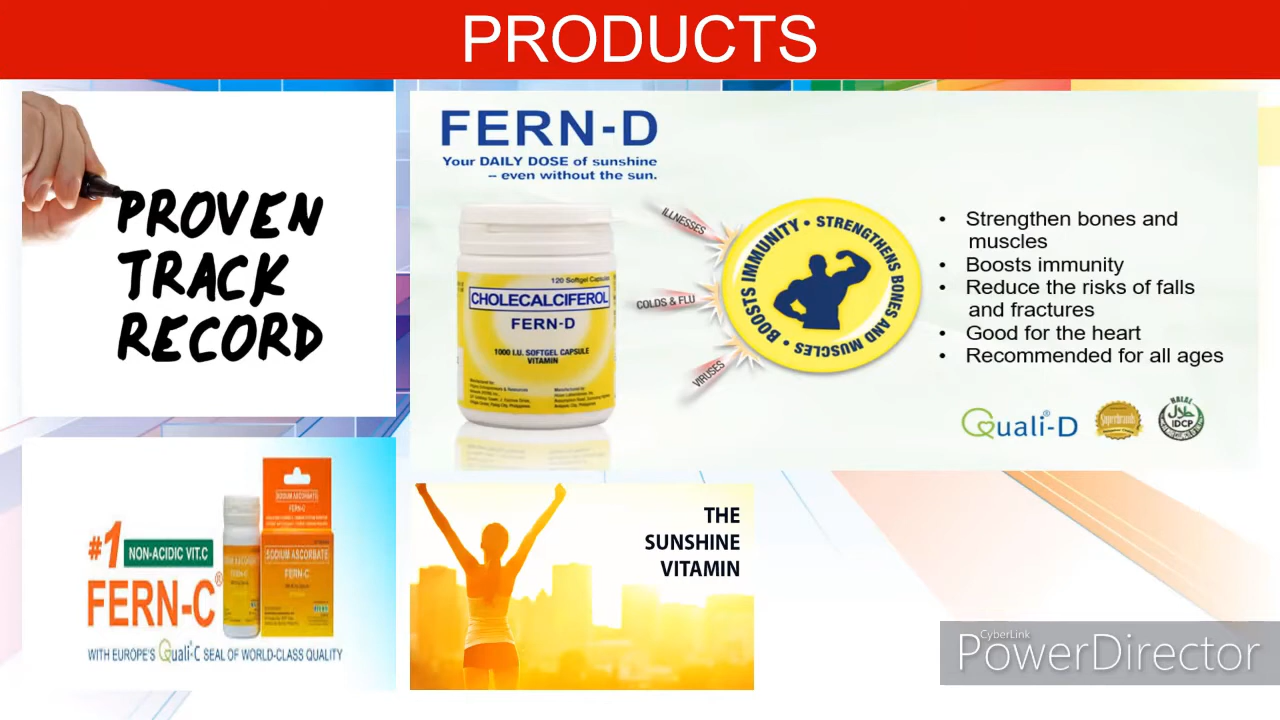 PRODUCTS
PROVEN
TRACK
RECORD
FERN-D
Your DAILY DOSE of sunshine
– even without the sun.
120 Softgel Capsules
CHOLECALCIFEROL
FERN-D
1000 I.U. SOFTGEL CAPSULE
VITAMIN
ILLNESSES
COLDS & FLU
VIRUSES
• BOOSTS IMMUNITY • STRENGTHENS BONES AND MUSCLES
• Strengthen bones and
muscles
• Boosts immunity
• Reduce the risks of falls
and fractures
• Good for the heart
• Recommended for all ages
Quali®-D
Superbrands
HALAL
IDCP
#1 NON-ACIDIC VIT.C
FERN-C®
SODIUM ASCORBATE
FERN-C
SODIUM ASCORBATE
FERN-C
WITH EUROPE'S Quali-C SEAL OF WORLD-CLASS QUALITY
THE
SUNSHINE
VITAMIN
CyberLink
PowerDirector